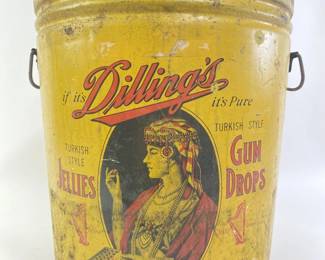 if it's Dilling's it's Pure
TURKISH STYLE JELLIES
TURKISH STYLE GUM DROPS